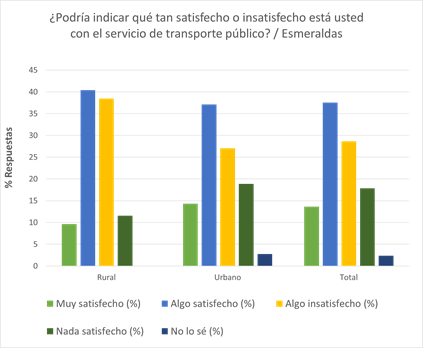 ¿Podría indicar qué tan satisfecho o insatisfecho está usted
con el servicio de transporte público? / Esmeraldas
% Respuestas
45
40
35
30
25
20
15
10
5
0
Rural
Urbano
Total
Muy satisfecho (%)
Algo satisfecho (%)
Algo insatisfecho (%)
Nada satisfecho (%)
No lo sé (%)